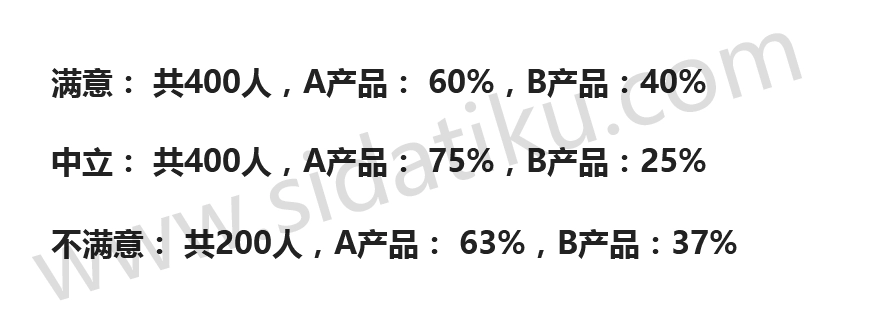 满意： 共400人，A产品： 60%，B产品：40%
中立： 共400人，A产品： 75%，B产品：25%
不满意： 共200人，A产品： 63%，B产品：37%
www.sidatiku.com